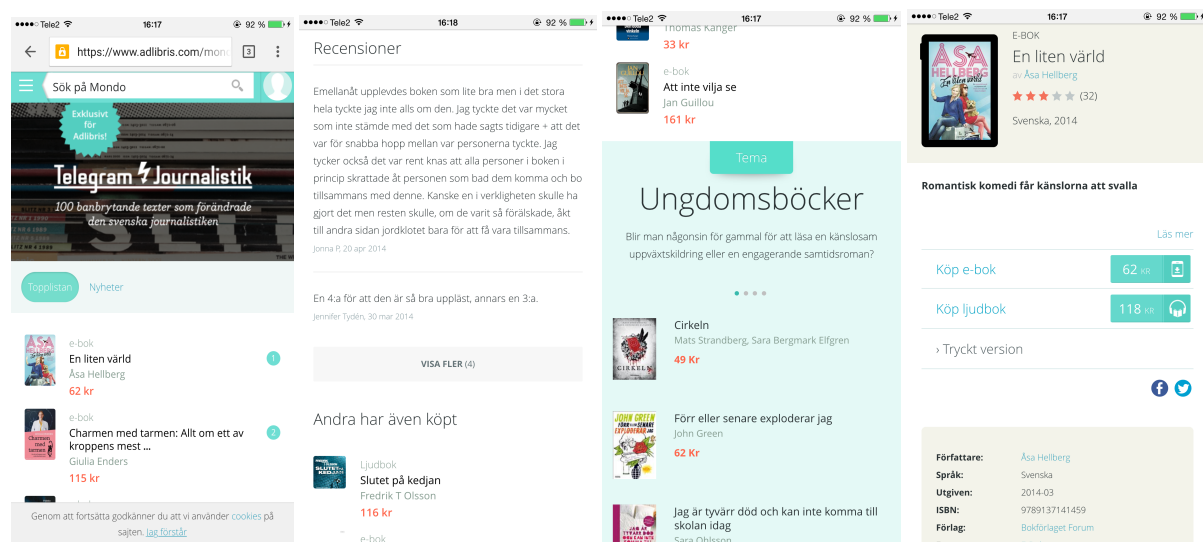 Tele2 16:17 92 %
https://www.adlibris.com/mon
3
Sök på Mondo
Exklusivt
för
Adlibris!
Telegram Journalistik
100 banbrytande texter som förändrade
den svenska journalistiken
Topplistan Nyheter
e-bok
En liten värld
Åsa Hellberg
62 kr
1
e-bok
Charmen med tarmen: Allt om ett av
kroppens mest ...
Giulia Enders
115 kr
2
Genom att fortsätta godkänner du att vi använder cookies på
sajten. Jag förstår
Tele2 16:18 92 %
Recensioner
Emellanåt upplevdes boken som lite bra men i det stora
hela tyckte jag inte alls om den. Jag tyckte det var mycket
som inte stämde med det som hade sagts tidigare + att det
var för snabba hopp mellan var personerna tyckte. Jag
tycker också det var rent knas att alla personer i boken i
princip skrattade åt personen som bad dem komma och bo
tillsammans med denne. Kanske en i verkligheten skulle ha
gjort det men resten skulle, om de varit så förälskade, åkt
till andra sidan jordklotet bara för att få vara tillsammans.
Jonna P, 20 apr 2014
En 4:a för att den är så bra uppläst, annars en 3:a.
Jennifer Tydén, 30 mar 2014
VISA FLER (4)
Andra har även köpt
Ljudbok
Slutet på kedjan
Fredrik T Olsson
116 kr
e-bok
Tele2 16:17 92 %
Thomas Kanger
33 kr
e-bok
Att inte vilja se
Jan Guillou
161 kr
Tema
Ungdomsböcker
Blir man någonsin för gammal för att läsa en känslosam
uppväxtskildring eller en engagerande samtidsroman?
CIRKELN
Cirkeln
Mats Strandberg, Sara Bergmark Elfgren
49 Kr
JOHN GREEN
Förr eller senare exploderar jag
John Green
62 Kr
Jag är tyvärr död och kan inte komma till
skolan idag
Sara Ohlsson
Tele2 16:17 92 %
ÅSA
HELLBERG
E-BOK
En liten värld
av Åsa Hellberg
(32)
Svenska, 2014
Romantisk komedi får känslorna att svalla
Läs mer
Köp e-bok 62 KR
Köp ljudbok 118 KR
› Tryckt version
Författare: Åsa Hellberg
Språk: Svenska
Utgiven: 2014-03
ISBN: 9789137141459
Förlag: Bokförlaget Forum